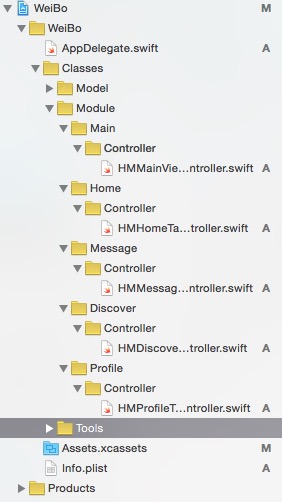 WeiBo M
WeiBo
AppDelegate.swift A
Classes
Model
Module
Main
Controller
HMMainVie...ntroller.swift A
Home
Controller
HMHomeTa...troller.swift A
Message
Controller
HMMessag...ntroller.swift A
Discover
Controller
HMDiscove...troller.swift A
Profile
Controller
HMProfileT...troller.swift A
Tools
Assets.xcassets M
Info.plist A
Products